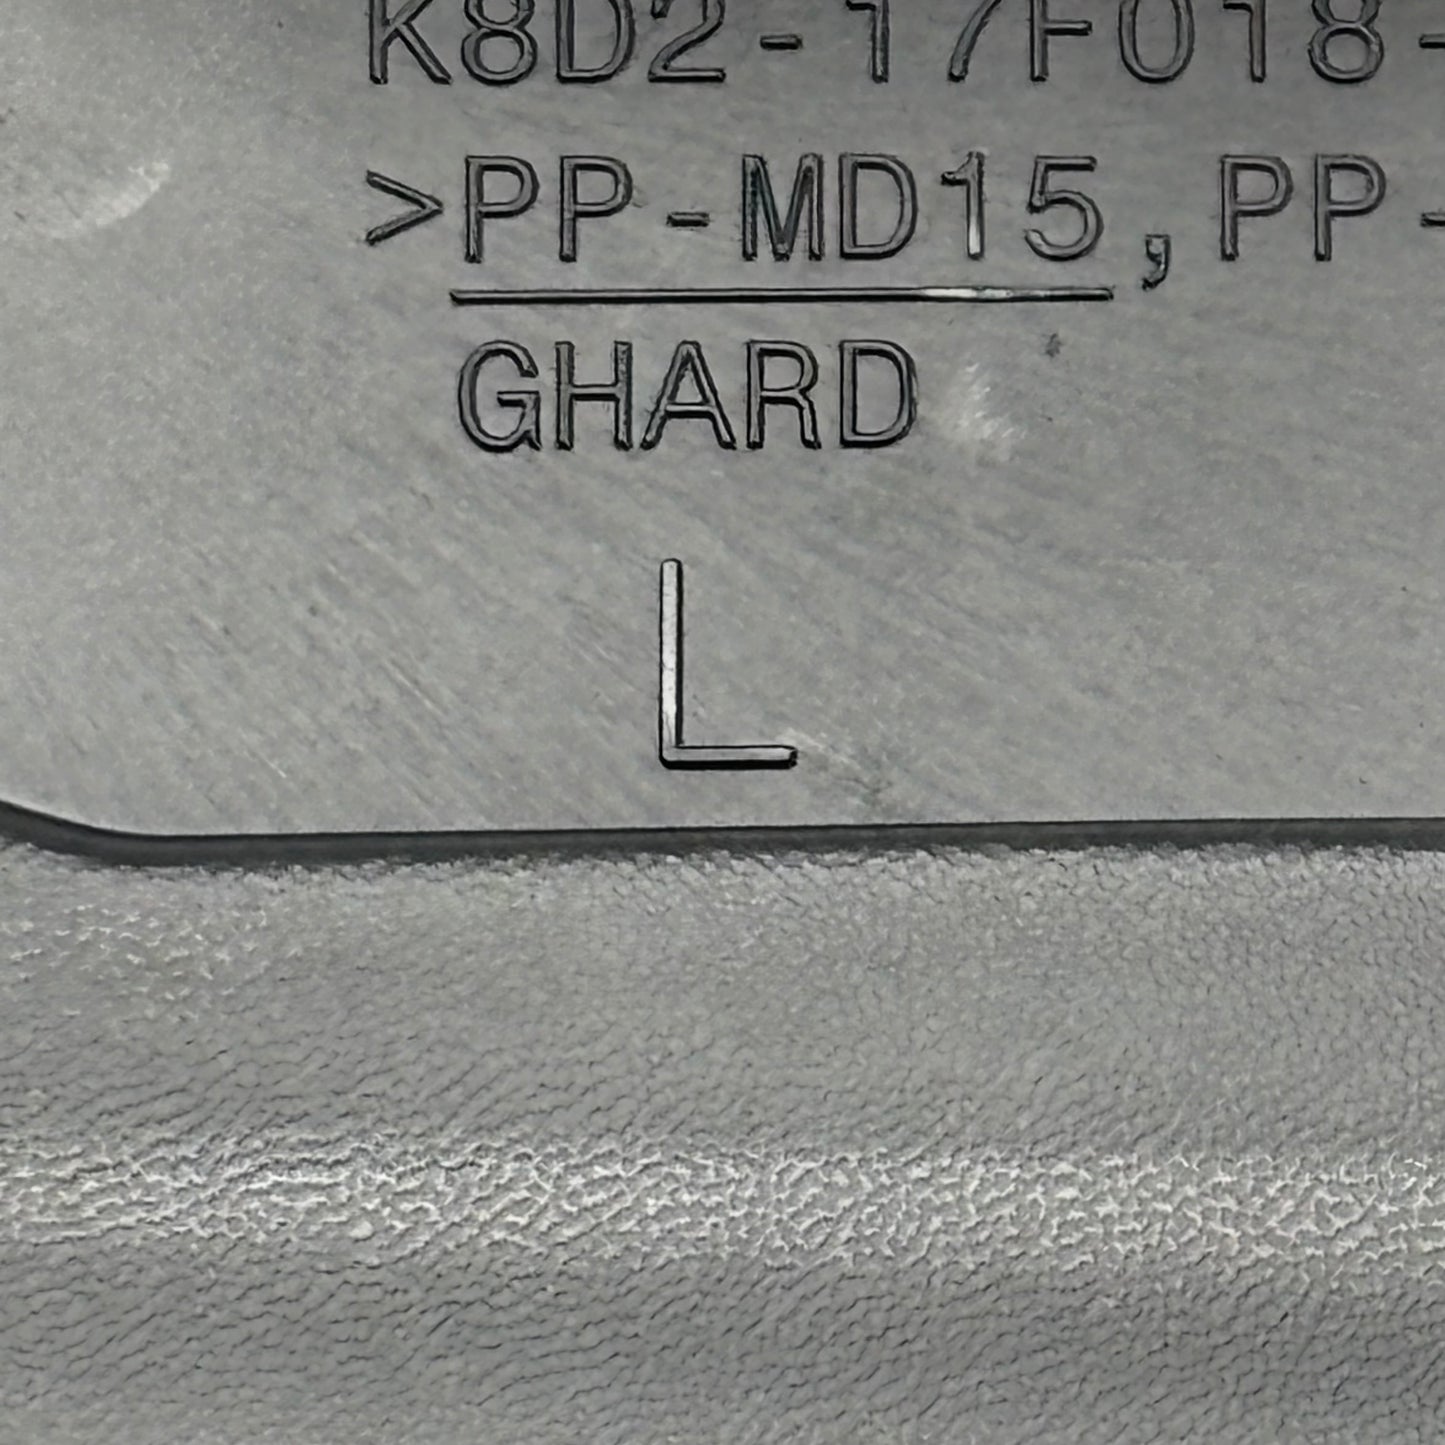 K8D2-17F018-
>PP-MD15,PP-
GHARD
L